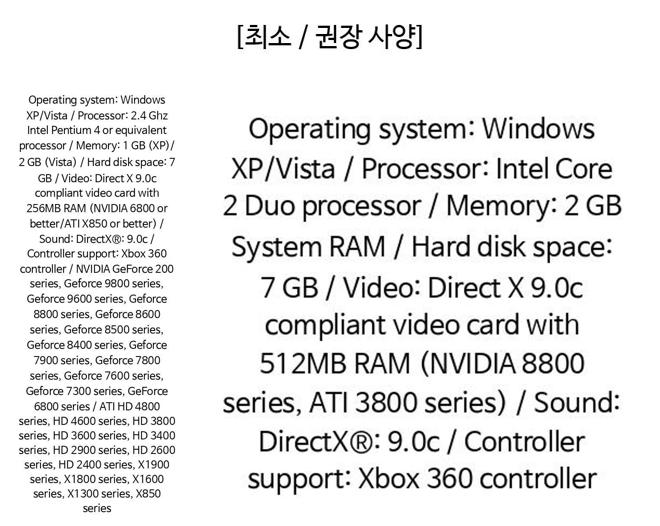 [최소 / 권장 사양]
Operating system: Windows
XP/Vista / Processor: 2.4 Ghz
Intel Pentium 4 or equivalent
processor / Memory: 1 GB (XP)/
2 GB (Vista) / Hard disk space: 7
GB / Video: Direct X 9.0c
compliant video card with
256MB RAM (NVIDIA 6800 or
better/ATI X850 or better) /
Sound: DirectX®: 9.0c /
Controller support: Xbox 360
controller / NVIDIA GeForce 200
series, Geforce 9800 series,
Geforce 9600 series, Geforce
8800 series, Geforce 8600
series, Geforce 8500 series,
Geforce 8400 series, Geforce
7900 series, Geforce 7800
series, Geforce 7600 series,
Geforce 7300 series, GeForce
6800 series / ATI HD 4800
series, HD 4600 series, HD 3800
series, HD 3600 series, HD 3400
series, HD 2900 series, HD 2600
series, HD 2400 series, X1900
series, X1800 series, X1600
series, X1300 series, X850
series
Operating system: Windows
XP/Vista / Processor: Intel Core
2 Duo processor / Memory: 2 GB
System RAM / Hard disk space:
7 GB / Video: Direct X 9.0c
compliant video card with
512MB RAM (NVIDIA 8800
series, ATI 3800 series) / Sound:
DirectX®: 9.0c / Controller
support: Xbox 360 controller